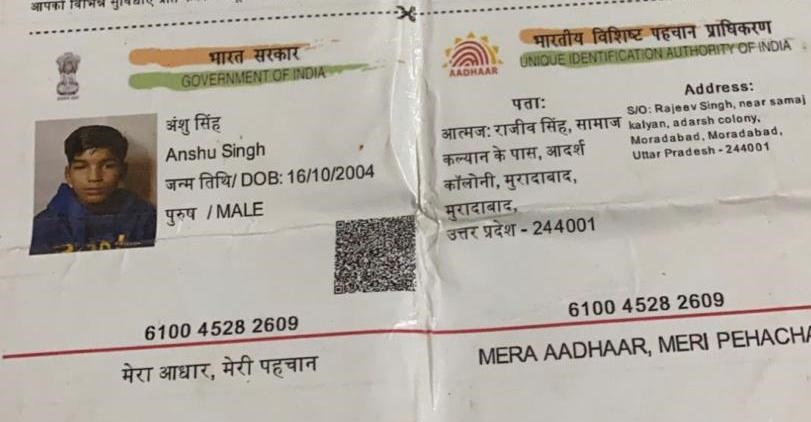 आपकी विभिन्न सुविधाएं
भारत सरकार
GOVERNMENT OF INDIA
अंशु सिंह
Anshu Singh
जन्म तिथि/ DOB: 16/10/2004
पुरुष / MALE
6100 4528 2609
मेरा आधार, मेरी पहचान
भारतीय विशिष्ट पहचान प्राधिकरण
UNIQUE IDENTIFICATION AUTHORITY OF INDIA
AADHAAR
पता:
आत्मज: राजीव सिंह, सामाज
कल्यान के पास, आदर्श
कॉलोनी, मुरादाबाद,
मुरादाबाद,
उत्तर प्रदेश - 244001
Address:
S/O: Rajeev Singh, near samaj
kalyan, adarsh colony,
Moradabad, Moradabad,
Uttar Pradesh - 244001
6100 4528 2609
MERA AADHAAR, MERI PEHACHA